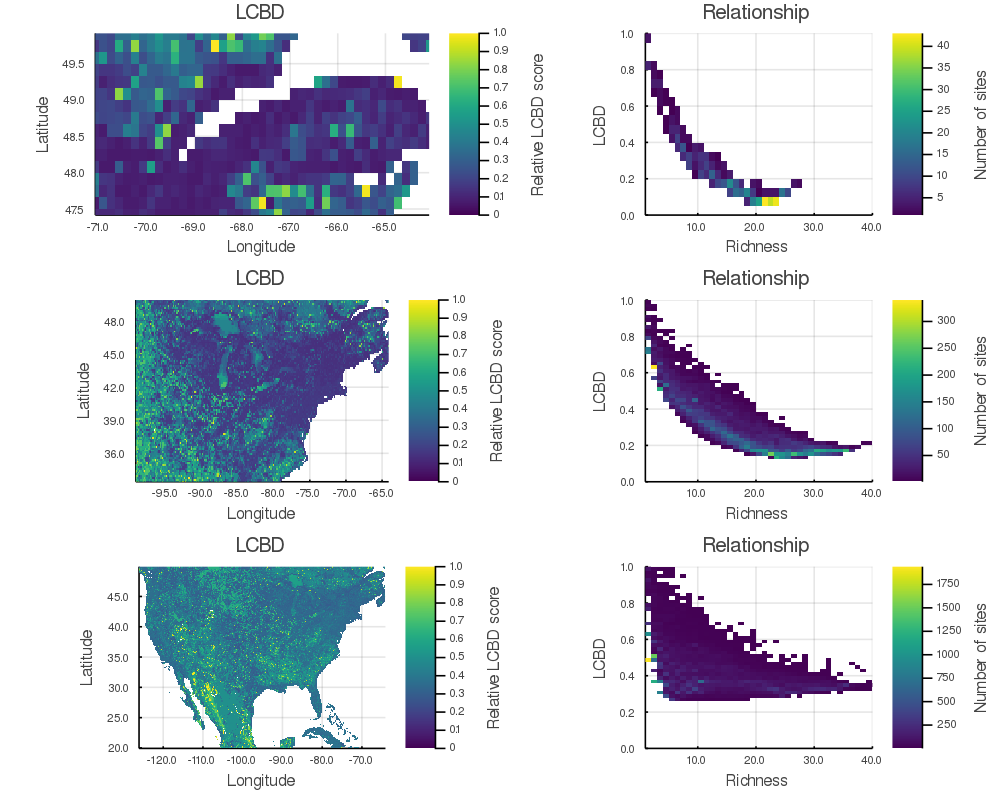 LCBD
Relationship
Latitude
49.5
49.0
48.5
48.0
475
-71.0 -70.0 -69.0 -68.0 -67.0 -66.0 -65.0
Longitude
1.0
0.9
0.8
0.7
0.6
0.5
0.4
0.3
0.2
01
0
Relative LCBD score
LCBD
1.0
0.8
0.6
0.4
0.2
0.0
10.0 20.0 30.0 40.0
Richness
40
35
30
25
20
15
10
5
Number of sites
LCBD
Relationship
Latitude
48.0
45.0
42.0
39.0
36.0
-95.0 -90.0 -85.0 -80.0 -75.0 -70.0 -65.0
Longitude
1.0
0.9
0.8
0.7
0.6
0.5
0.4
0.3
0.2
01
0
Relative LCBD score
LCBD
1.0
0.8
0.6
0.4
0.2
0.0
10.0 20.0 30.0 40.0
Richness
300
250
200
150
100
50
Number of sites
LCBD
Relationship
Latitude
45.0
40.0
35.0
30.0
25.0
20.0
-120.0 -110.0 -100.0 -90.0 -80.0 -70.0
Longitude
1.0
0.9
0.8
0.7
0.6
0.5
0.4
0.3
0.2
01
0
Relative LCBD score
LCBD
1.0
0.8
0.6
0.4
0.2
0.0
10.0 20.0 30.0 40.0
Richness
1750
1500
1250
1000
750
500
250
Number of sites